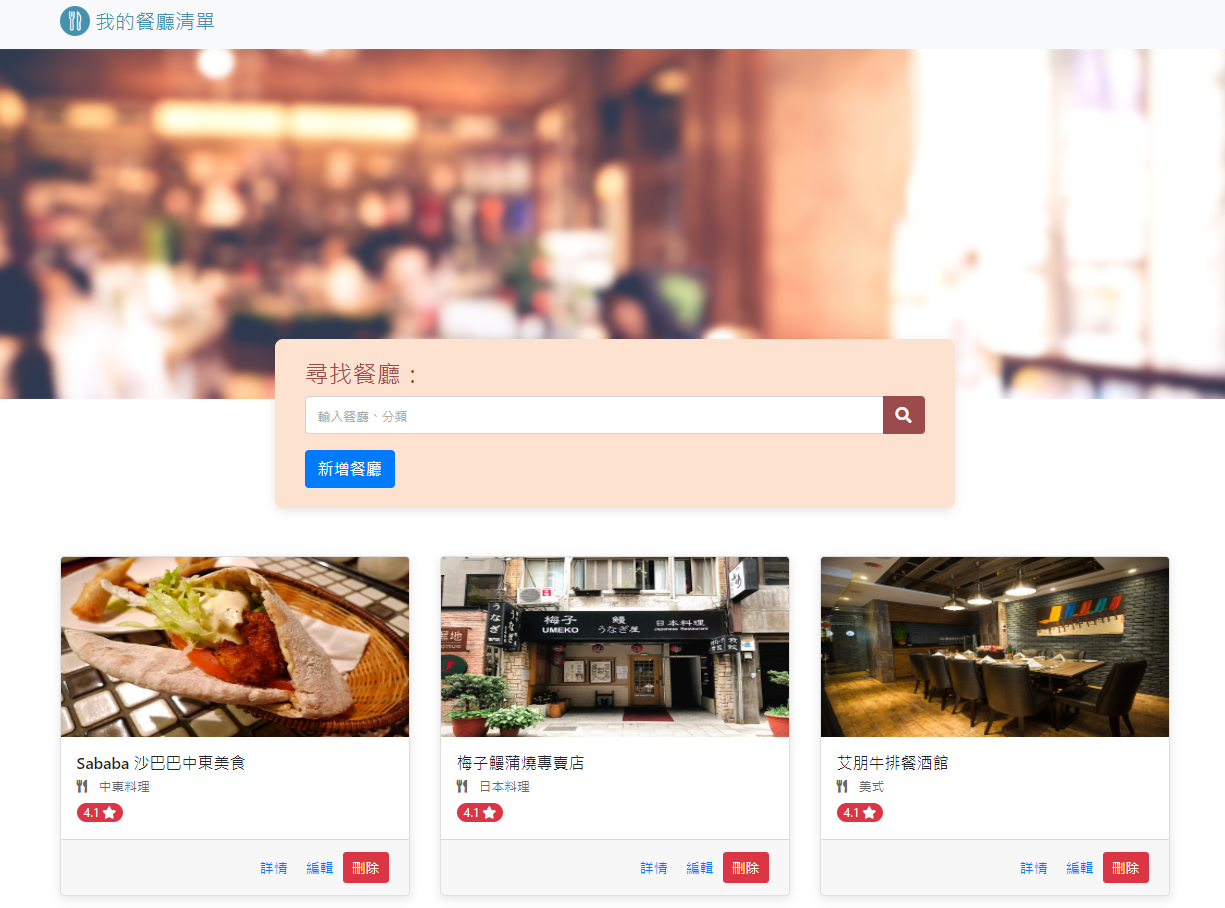 我的餐廳清單
尋找餐廳：
輸入餐廳、分類
新增餐廳
梅子 鰻 日本料理
UMEKO うなぎ屋 Japanese Restaurant
うなぎ
Sababa 沙巴巴中東美食
中東料理
4.1
詳情 編輯 刪除
梅子鰻蒲燒專賣店
日本料理
4.1
詳情 編輯 刪除
艾朋牛排餐酒館
美式
4.1
詳情 編輯 刪除